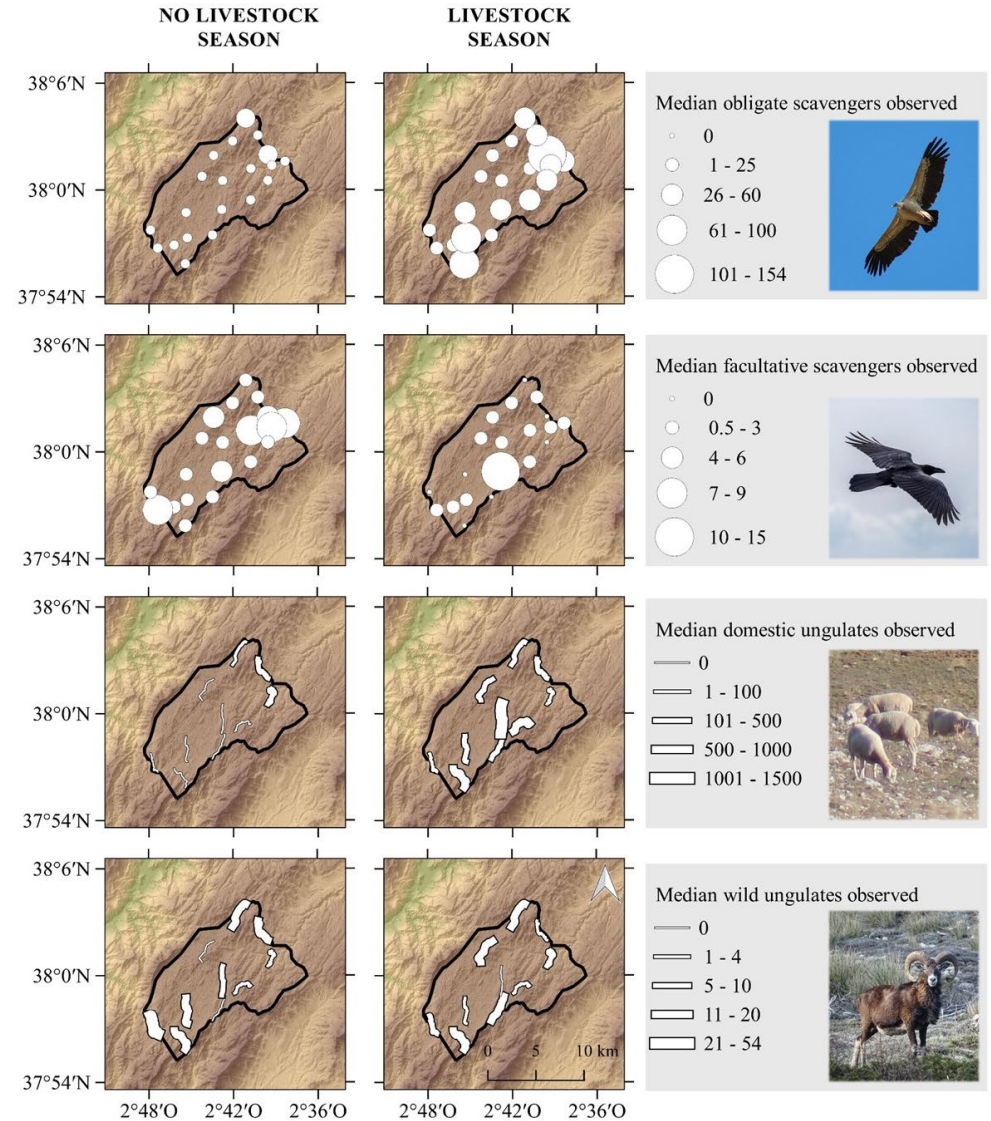 NO LIVESTOCK
SEASON
LIVESTOCK
SEASON
38°6′N
38°0′N
37°54′N
Median obligate scavengers observed
0
1 - 25
26 - 60
61 - 100
101 - 154
38°6′N
38°0′N
37°54′N
Median facultative scavengers observed
0
0.5 - 3
4 - 6
7 - 9
10 - 15
38°6′N
38°0′N
37°54′N
Median domestic ungulates observed
0
1 - 100
101 - 500
500 - 1000
1001 - 1500
38°6′N
38°0′N
37°54′N
0 5 10 km
2°48′O 2°42′O 2°36′O
2°48′O 2°42′O 2°36′O
Median wild ungulates observed
0
1 - 4
5 - 10
11 - 20
21 - 54